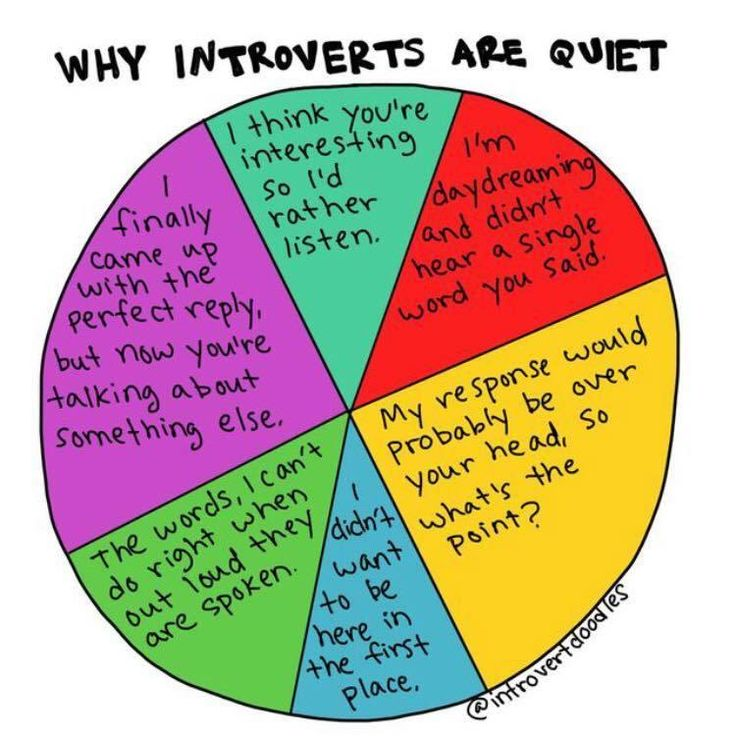 WHY INTROVERTS ARE QUIET
I think you're
interesting
so I'd
rather
listen.
I'm
daydreaming
and didn't
hear a single
word you said.
My response would
probably be over
your head, so
what's the
point?
I
didn't
want
to be
here in
the first
place.
The words, I can't
do right when
out loud they
are spoken.
I
finally
came up
with the
perfect reply,
but now you're
talking about
something else.
@introvertdoodles